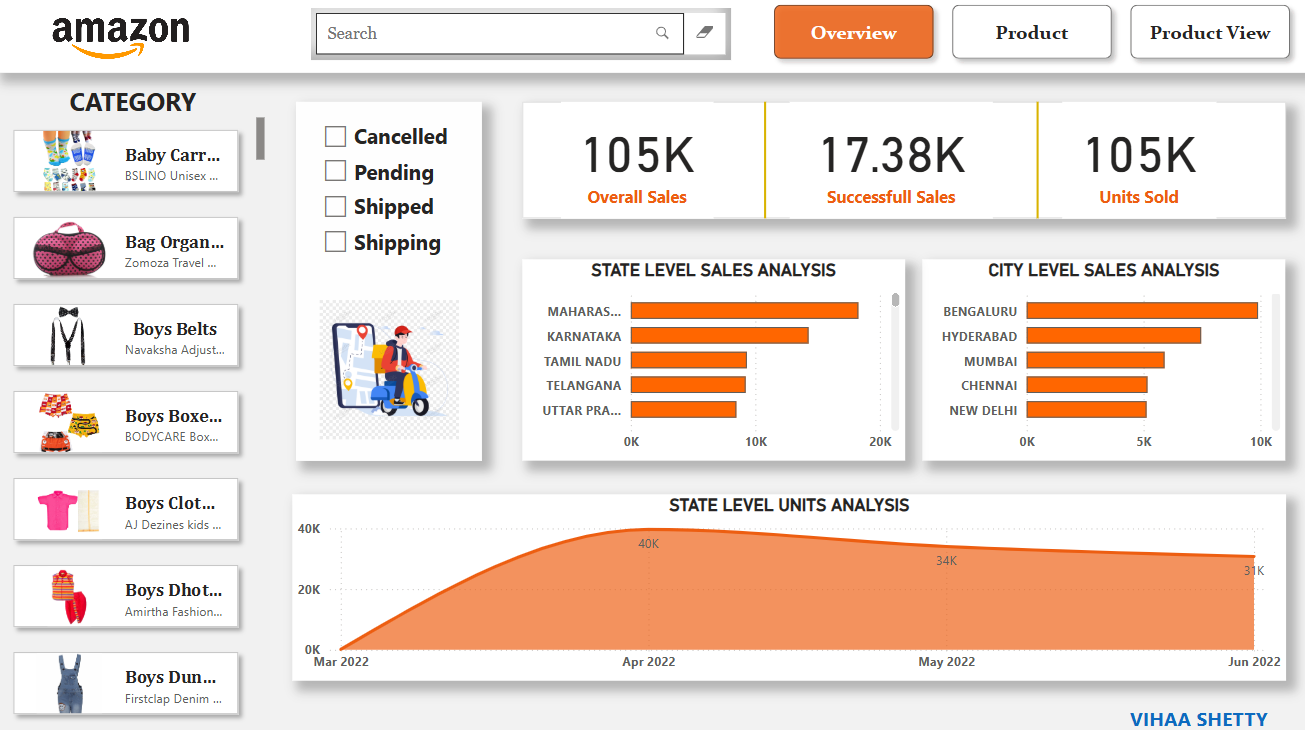 amazon
Search
Overview
Product
Product View
CATEGORY
Baby Carr...
BSLINO Unisex ...
Bag Organ...
Zomoza Travel ...
Boys Belts
Navaksha Adjust...
Boys Boxe...
BODYCARE Box...
Boys Clot...
AJ Dezines kids ...
Boys Dhot...
Amirtha Fashion...
Boys Dun...
Firstclap Denim ...
Cancelled
Pending
Shipped
Shipping
105K
Overall Sales
17.38K
Successfull Sales
105K
Units Sold
STATE LEVEL SALES ANALYSIS
MAHARAS...
KARNATAKA
TAMIL NADU
TELANGANA
UTTAR PRA...
0K 10K 20K
CITY LEVEL SALES ANALYSIS
BENGALURU
HYDERABAD
MUMBAI
CHENNAI
NEW DELHI
0K 5K 10K
STATE LEVEL UNITS ANALYSIS
40K
20K
0K
40K
34K
31K
Mar 2022 Apr 2022 May 2022 Jun 2022
VIHAA SHETTY